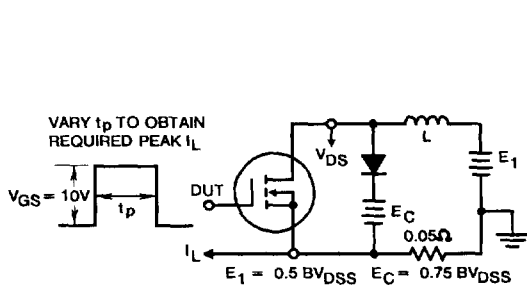 VARY tp TO OBTAIN
REQUIRED PEAK IL
VGS = 10V
tp
DUT
VDS
L
E1
EC
0.05Ω
IL
E1 = 0.5 BVDSS EC = 0.75 BVDSS